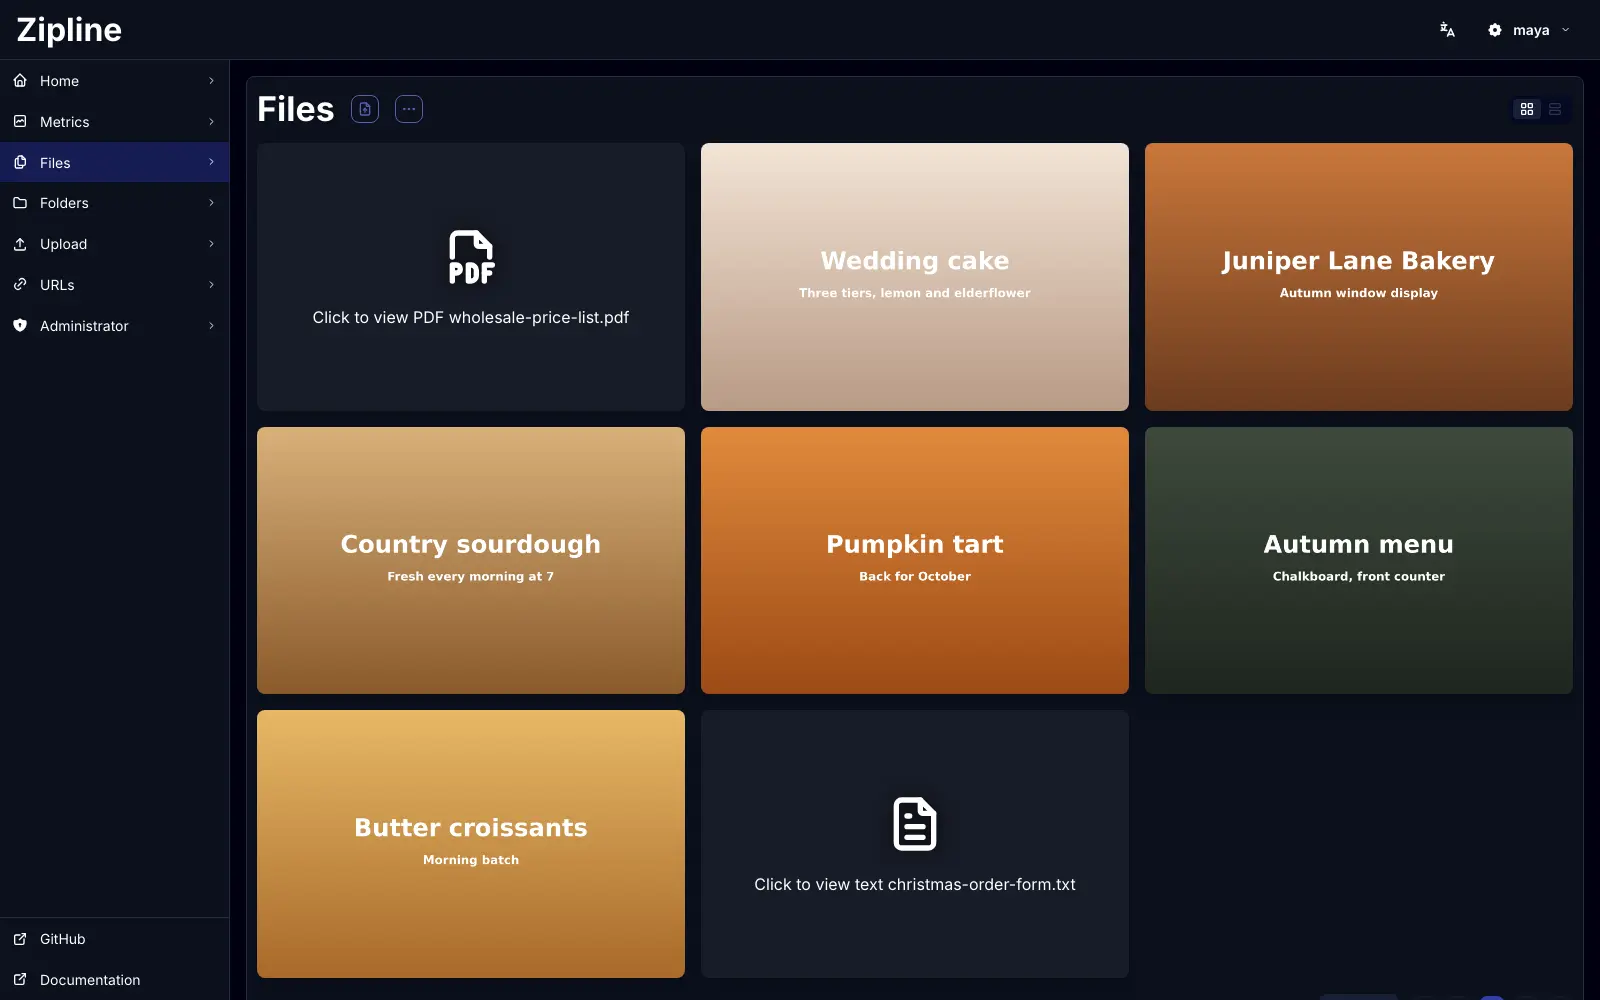 Zipline
maya
Home
Metrics
Files
Folders
Upload
URLs
Administrator
GitHub
Documentation
Files
PDF
Click to view PDF wholesale-price-list.pdf
Wedding cake
Three tiers, lemon and elderflower
Juniper Lane Bakery
Autumn window display
Country sourdough
Fresh every morning at 7
Pumpkin tart
Back for October
Autumn menu
Chalkboard, front counter
Butter croissants
Morning batch
Click to view text christmas-order-form.txt